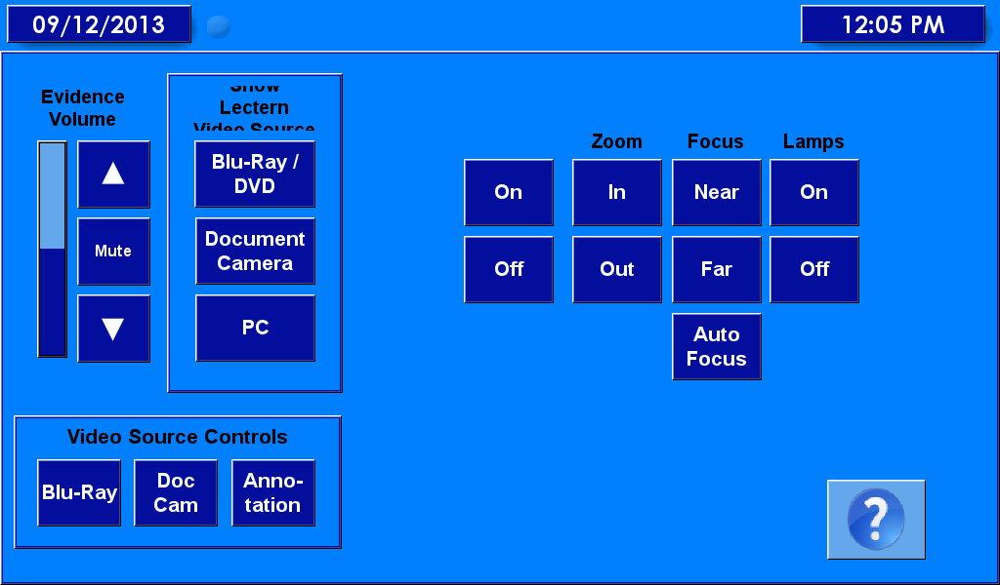 09/12/2013
12:05 PM
Evidence
Volume
▲
Mute
▼
Show
Lectern
Video Source
Blu-Ray /
DVD
Document
Camera
PC
Zoom Focus Lamps
On In Near On
Off Out Far Off
Auto
Focus
Video Source Controls
Blu-Ray
Doc
Cam
Anno-
tation
?